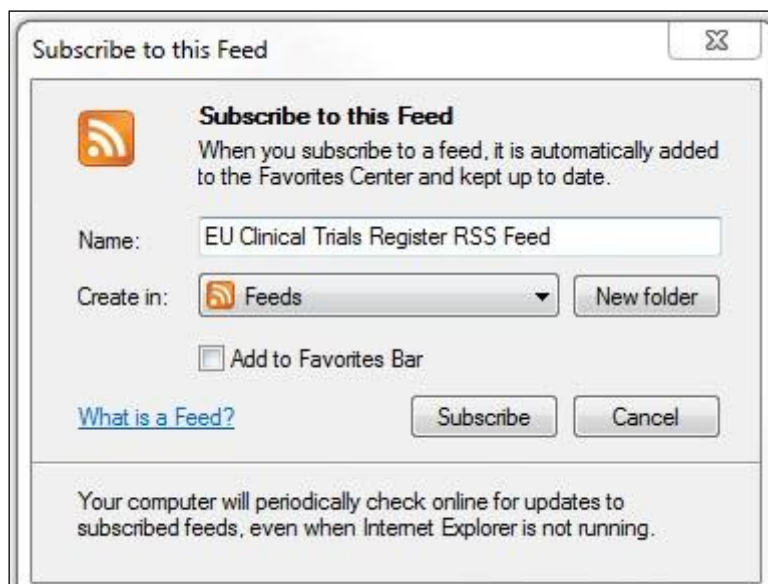 Subscribe to this Feed
Subscribe to this Feed
When you subscribe to a feed, it is automatically added
to the Favorites Center and kept up to date.
Name: EU Clinical Trials Register RSS Feed
Create in: Feeds New folder
Add to Favorites Bar
What is a Feed? Subscribe Cancel
Your computer will periodically check online for updates to
subscribed feeds, even when Internet Explorer is not running.